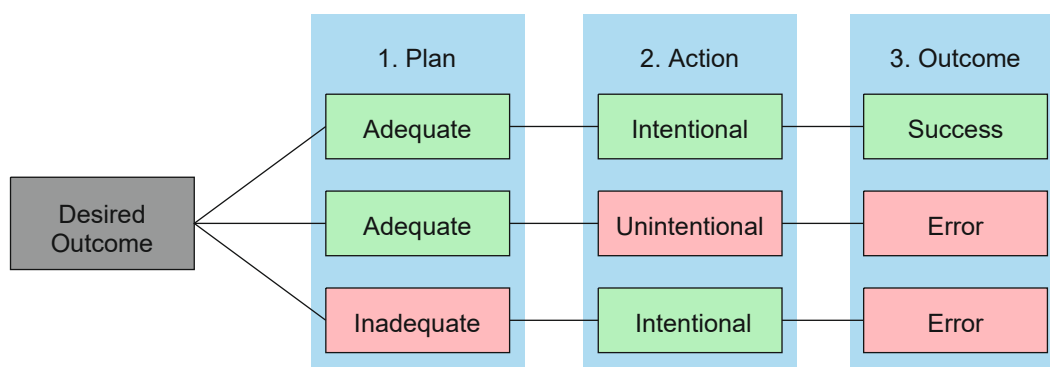 1. Plan
2. Action
3. Outcome
Adequate
Intentional
Success
Desired
Outcome
Adequate
Unintentional
Error
Inadequate
Intentional
Error